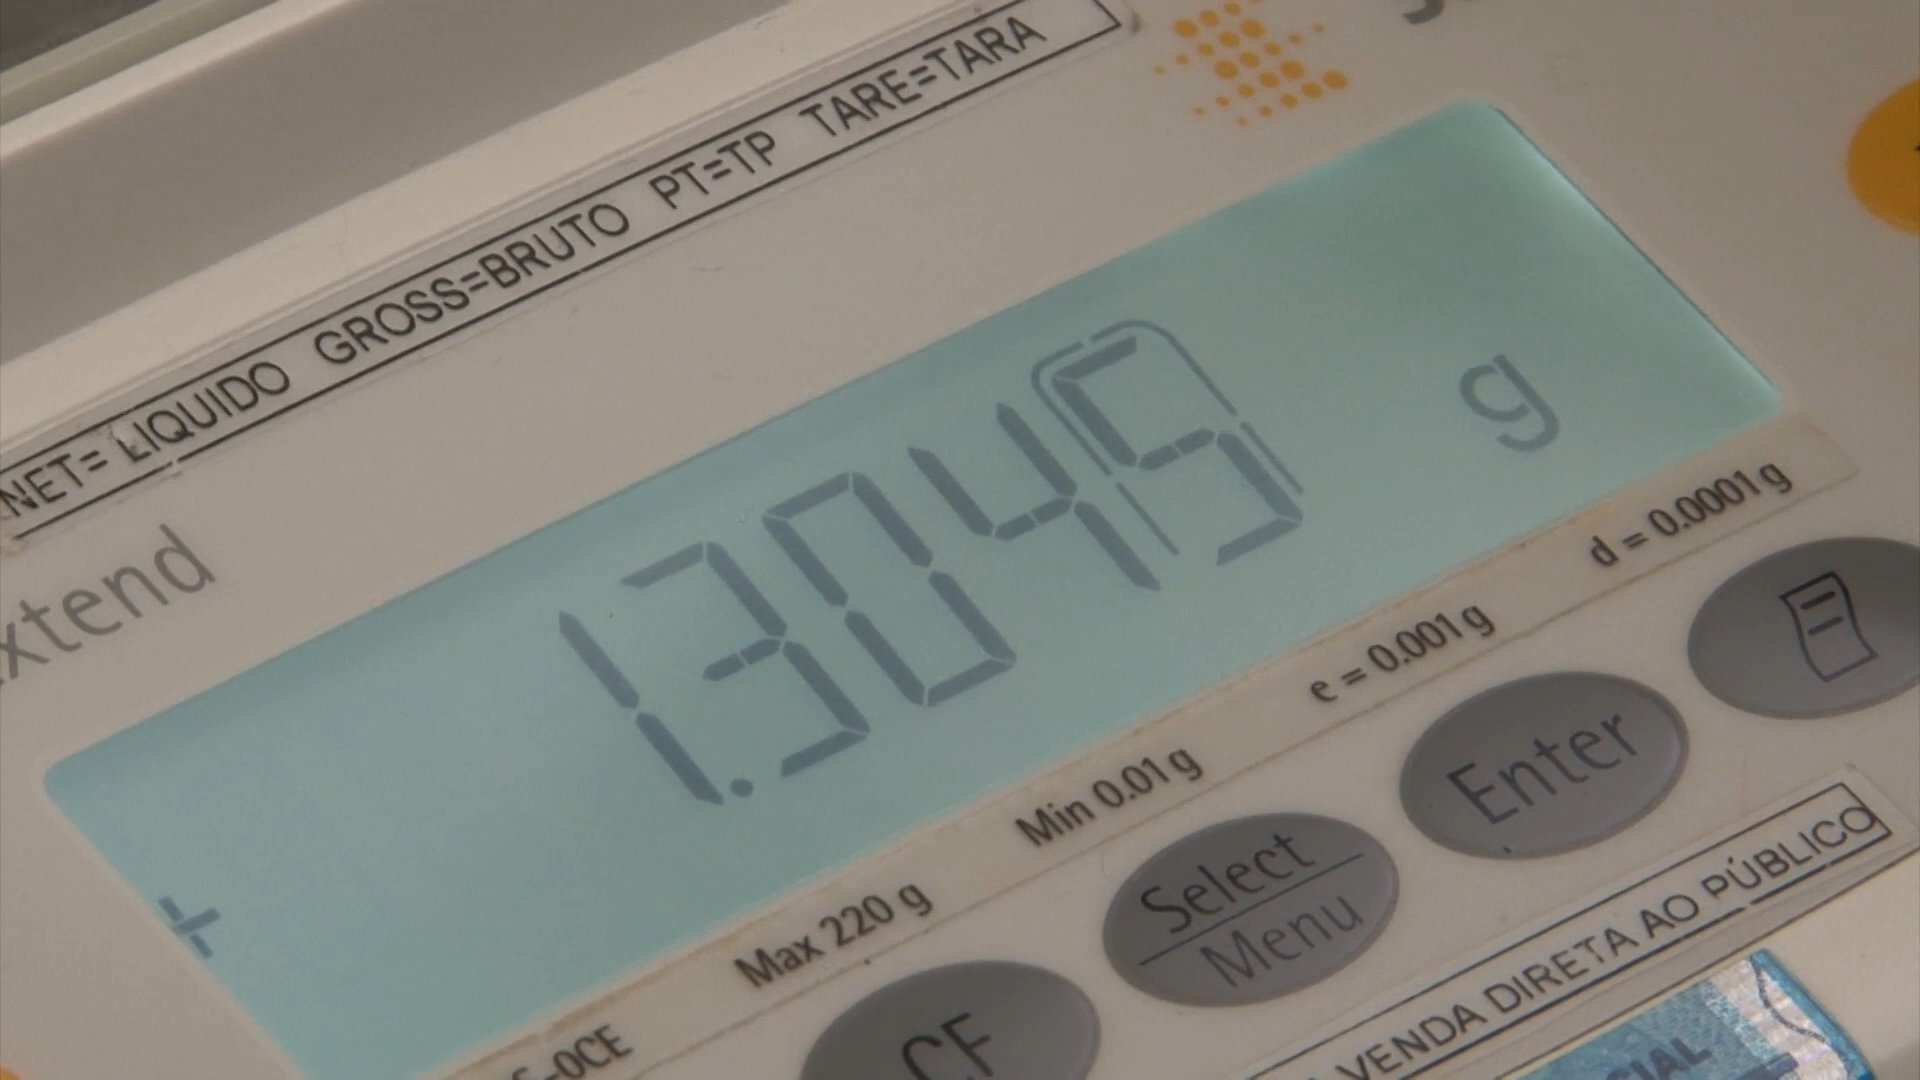 NET= LIQUIDO GROSS=BRUTO PT=TP TARE=TARA
xtend
+ 1.3045 g
Max 220 g Min 0.01 g e = 0.001 g d = 0.0001 g
CF
Select
Menu
Enter
VENDA DIRETA AO PÚBLICO